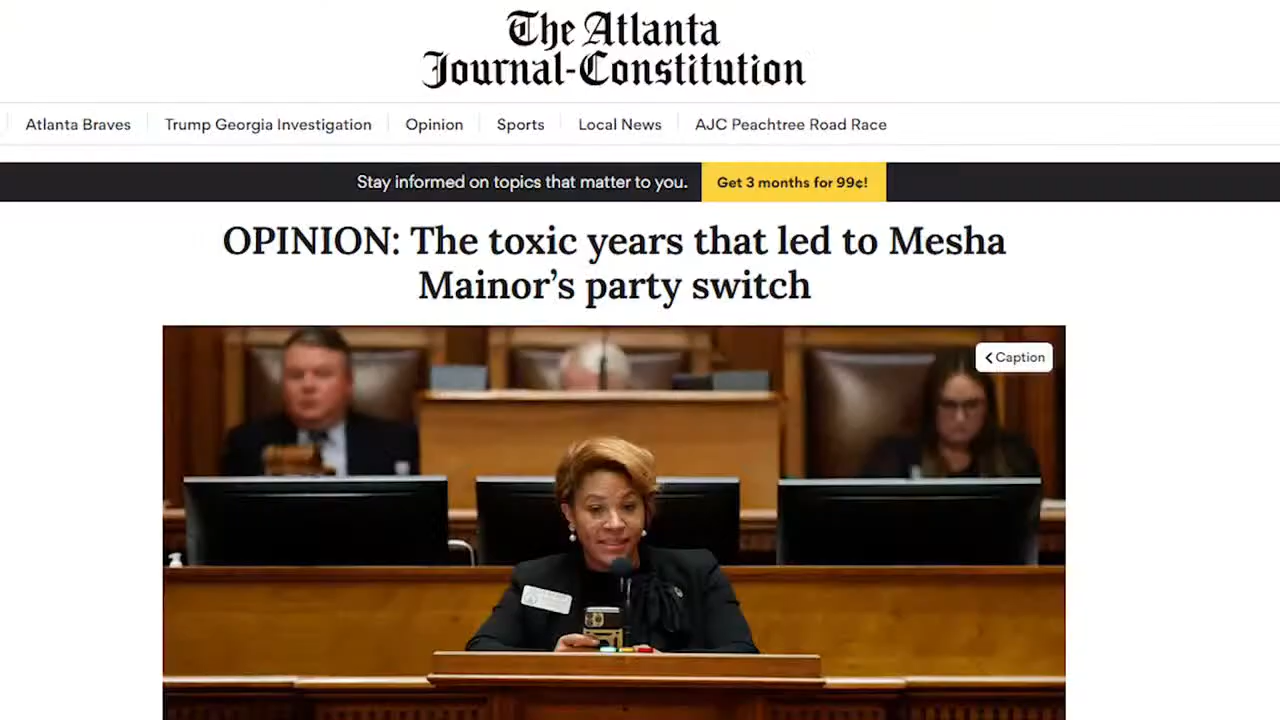 The Atlanta
Journal-Constitution
Atlanta Braves
Trump Georgia Investigation
Opinion
Sports
Local News
AJC Peachtree Road Race
Stay informed on topics that matter to you.
Get 3 months for 99¢!
OPINION: The toxic years that led to Mesha
Mainor’s party switch
Caption